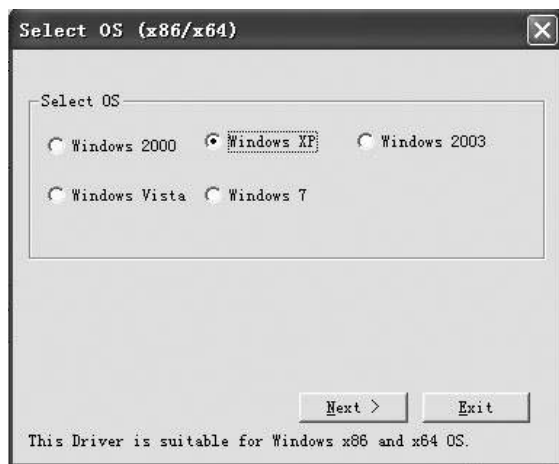 Select OS (x86/x64)
Select OS
Windows 2000
Windows XP
Windows 2003
Windows Vista
Windows 7
Next >
Exit
This Driver is suitable for Windows x86 and x64 OS.